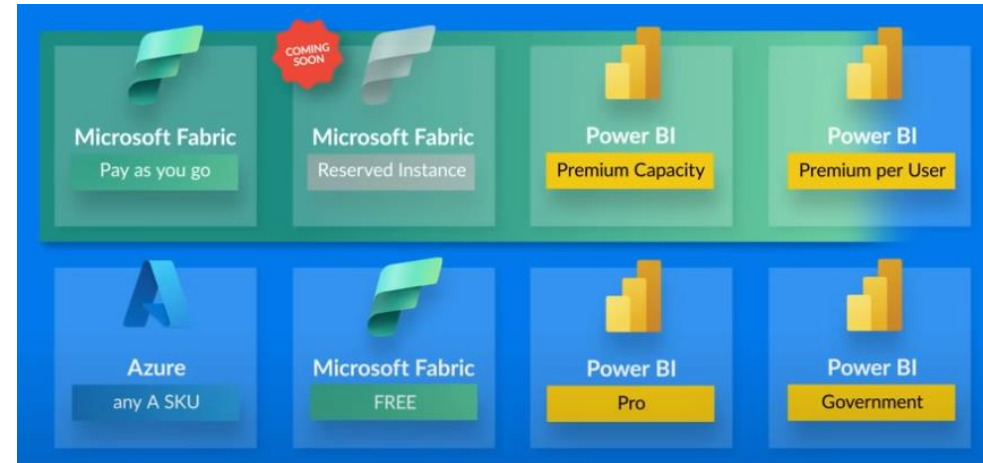 COMING
SOON
Microsoft Fabric
Pay as you go
Microsoft Fabric
Reserved Instance
Power BI
Premium Capacity
Power BI
Premium per User
Azure
any A SKU
Microsoft Fabric
FREE
Power BI
Pro
Power BI
Government